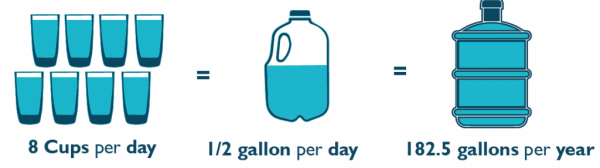 = =
8 Cups per day 1/2 gallon per day 182.5 gallons per year